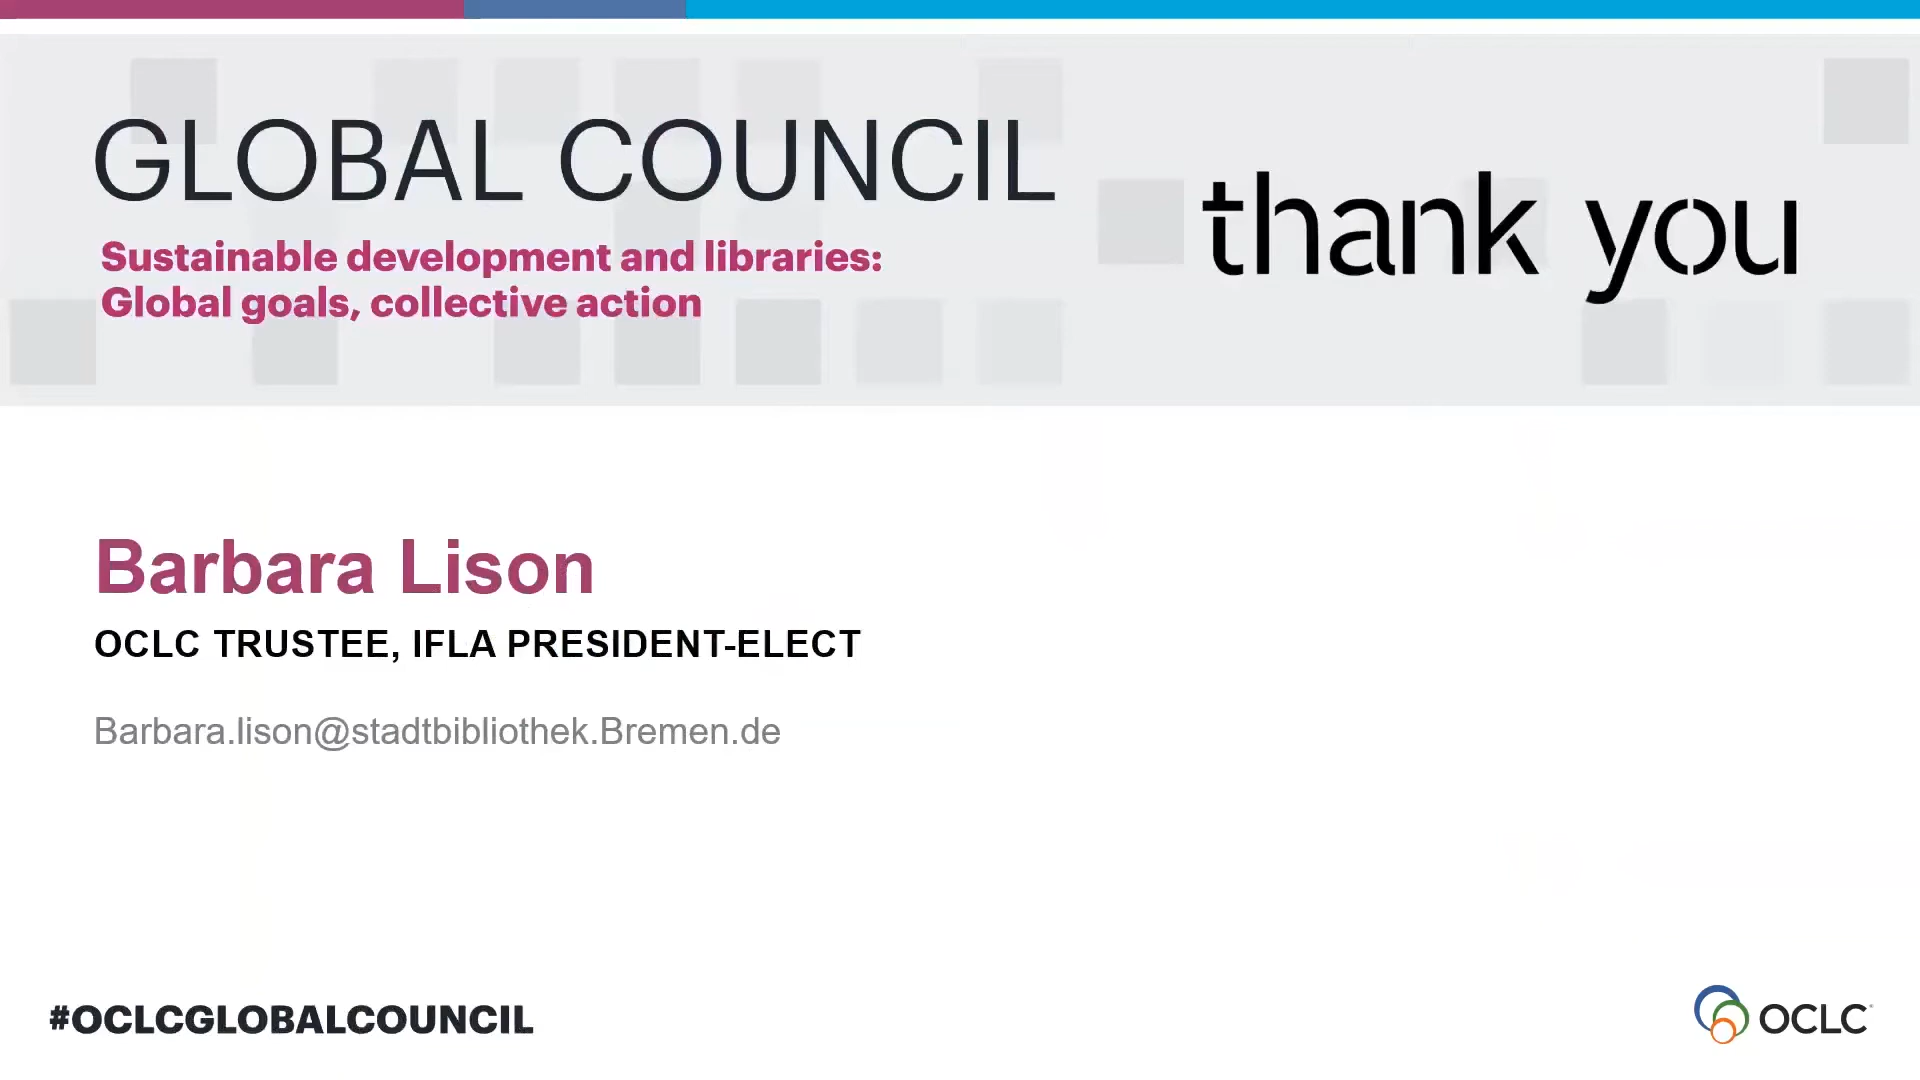 GLOBAL COUNCIL
thank you
Sustainable development and libraries:
Global goals, collective action
Barbara Lison
OCLC TRUSTEE, IFLA PRESIDENT-ELECT
Barbara.lison@stadtbibliothek.Bremen.de
#OCLCGLOBALCOUNCIL
OCLC